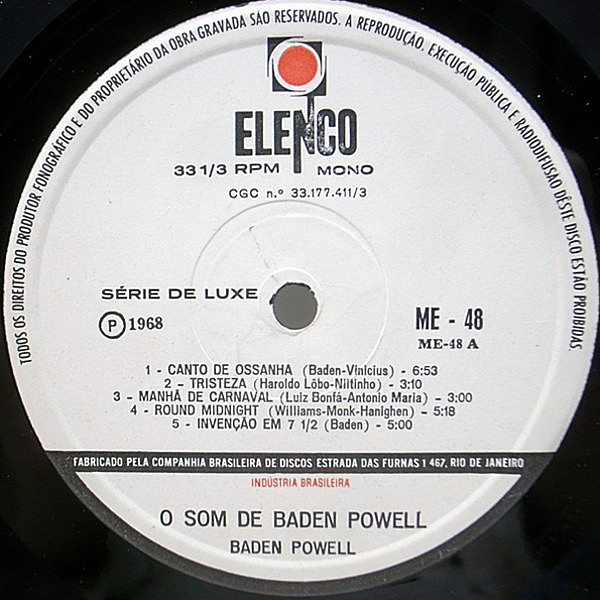 TODOS OS DIREITOS DO PRODUTOR FONOGRÁFICO E DO PROPRIETÁRIO DA OBRA GRAVADA SÃO RESERVADOS. A REPRODUÇÃO, EXECUÇÃO PÚBLICA E RADIODIFUSÃO DÊSTE DISCO ESTÃO PROIBIDAS.
ELENCO
33 1/3 RPM MONO
CGC n.º 33.177.411/3
SÉRIE DE LUXE
Ⓟ 1968
ME - 48
ME-48 A
1 - CANTO DE OSSANHA (Baden-Vinícius) - 6:53
2 - TRISTEZA (Haroldo Lôbo-Niltinho) - 3:10
3 - MANHÃ DE CARNAVAL (Luiz Bonfá-Antonio Maria) - 3:00
4 - ROUND MIDNIGHT (Williams-Monk-Hanighen) - 5:18
5 - INVENÇÃO EM 7 1/2 (Baden) - 5:00
FABRICADO PELA COMPANHIA BRASILEIRA DE DISCOS ESTRADA DAS FURNAS 1 467, RIO DE JANEIRO
INDÚSTRIA BRASILEIRA
O SOM DE BADEN POWELL
BADEN POWELL